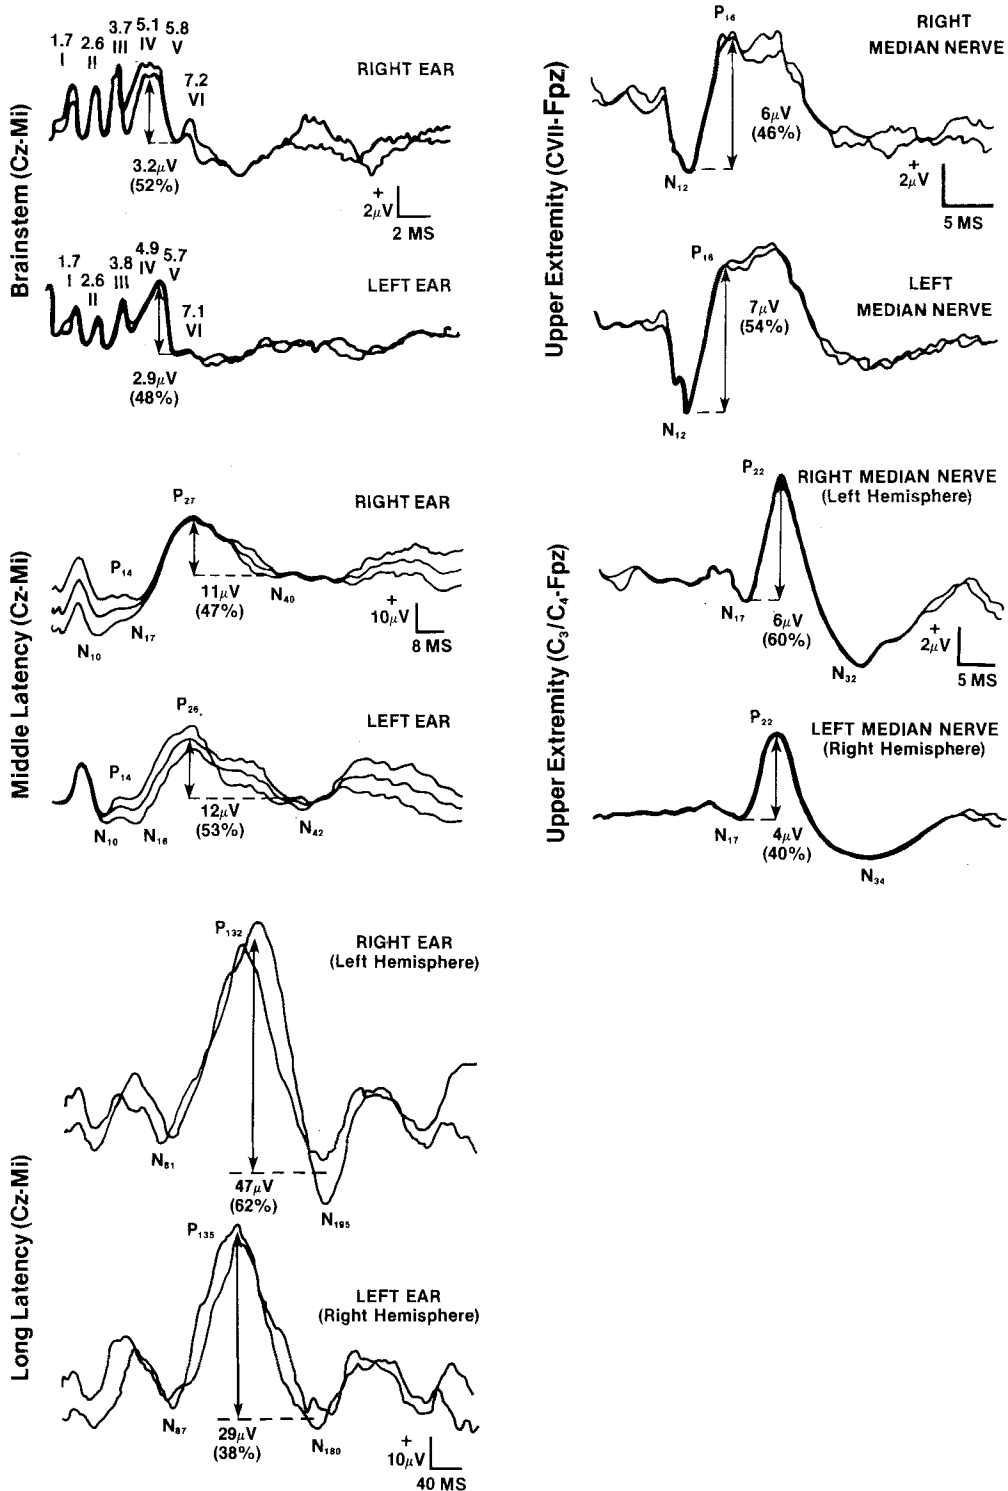 Brainstem (Cz-Mi)
1.7 2.6 3.7 5.1 5.8
I II III IV V
7.2
VI
RIGHT EAR
3.2μV
(52%)
+
2μV
2 MS
1.7 2.6 3.8 4.9 5.7
I II III IV V
7.1
VI
LEFT EAR
2.9μV
(48%)
Middle Latency (Cz-Mi)
P27
RIGHT EAR
P14
11μV
(47%)
N40
N17
N10
+
10μV
8 MS
P26
LEFT EAR
P14
12μV
(53%)
N10 N16 N42
Long Latency (Cz-Mi)
P132
RIGHT EAR
(Left Hemisphere)
N81
47μV
(62%)
N195
P135
LEFT EAR
(Right Hemisphere)
N87
29μV
(38%)
N180
+
10μV
40 MS
Upper Extremity (CVII-Fpz)
P16
RIGHT
MEDIAN NERVE
6μV
(46%)
N12
+
2μV
5 MS
P16
LEFT
MEDIAN NERVE
7μV
(54%)
N12
Upper Extremity (C3/C4-Fpz)
P22
RIGHT MEDIAN NERVE
(Left Hemisphere)
N17
6μV
(60%)
N32
+
2μV
5 MS
P22
LEFT MEDIAN NERVE
(Right Hemisphere)
N17
4μV
(40%)
N34